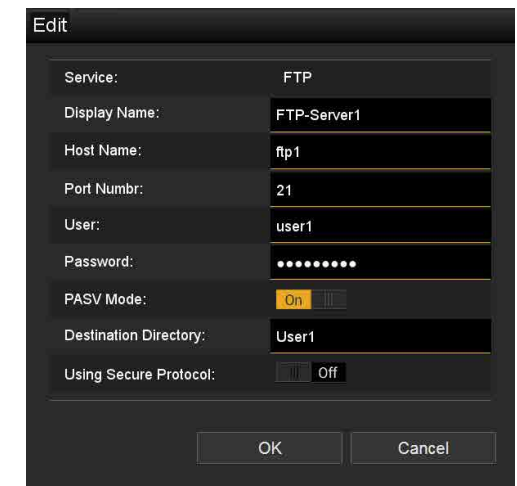 Edit
Service: FTP
Display Name: FTP-Server1
Host Name: ftp1
Port Numbr: 21
User: user1
Password: •••••••••
PASV Mode: On
Destination Directory: User1
Using Secure Protocol: Off
OK Cancel